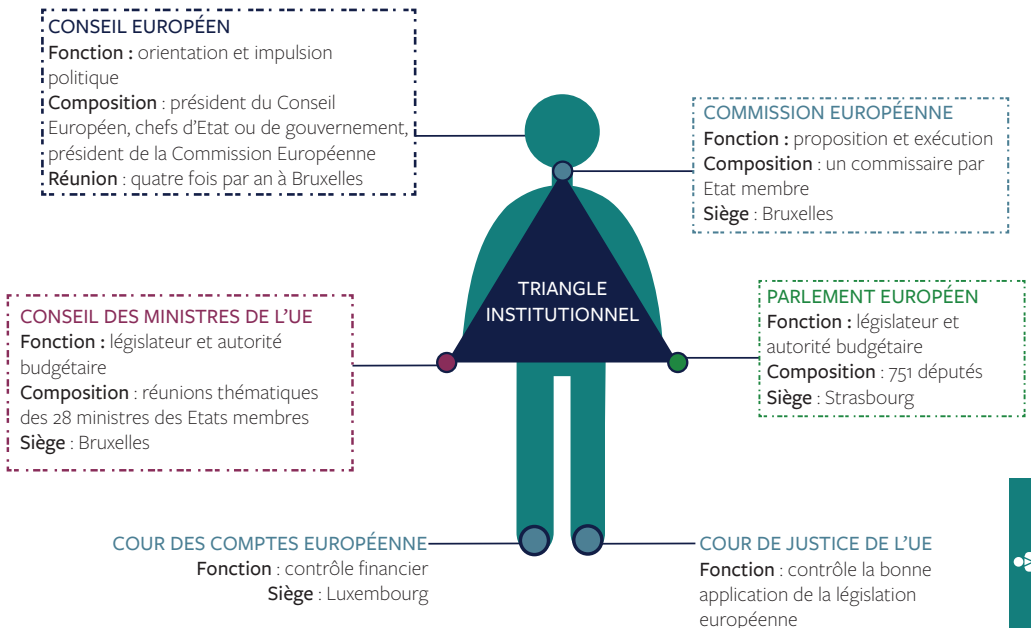 CONSEIL EUROPÉEN
Fonction : orientation et impulsion
politique
Composition : président du Conseil
Européen, chefs d'Etat ou de gouvernement,
président de la Commission Européenne
Réunion : quatre fois par an à Bruxelles
COMMISSION EUROPÉENNE
Fonction : proposition et exécution
Composition : un commissaire par
Etat membre
Siège : Bruxelles
TRIANGLE
INSTITUTIONNEL
CONSEIL DES MINISTRES DE L'UE
Fonction : législateur et autorité
budgétaire
Composition : réunions thématiques
des 28 ministres des Etats membres
Siège : Bruxelles
PARLEMENT EUROPÉEN
Fonction : législateur et
autorité budgétaire
Composition : 751 députés
Siège : Strasbourg
COUR DES COMPTES EUROPÉENNE
Fonction : contrôle financier
Siège : Luxembourg
COUR DE JUSTICE DE L'UE
Fonction : contrôle la bonne
application de la législation
européenne